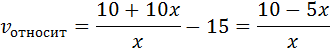 v_относит = (10 + 10x)/x − 15 = (10 − 5x)/x